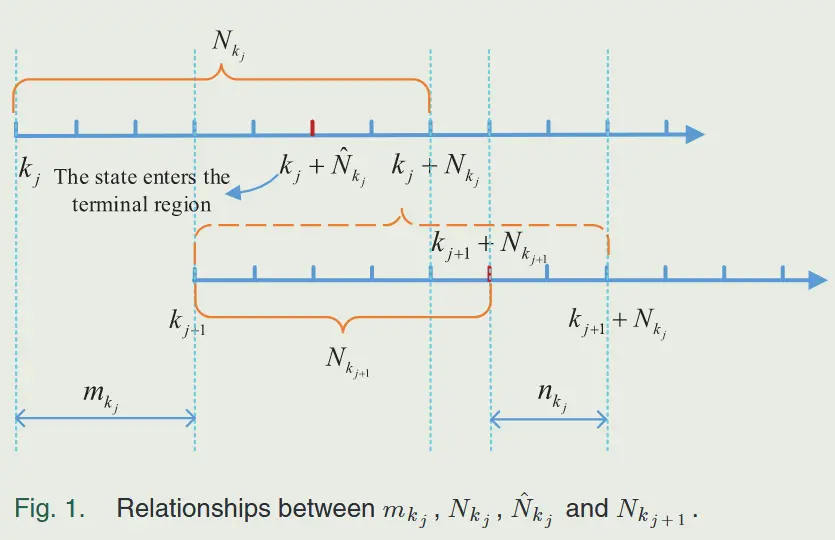 N_{k_j}
k_j
The state enters the
terminal region
k_j + \hat{N}_{k_j}
k_j + N_{k_j}
k_{j+1} + N_{k_{j+1}}
k_{j+1}
k_{j+1} + N_{k_j}
N_{k_{j+1}}
m_{k_j}
n_{k_j}
Fig. 1. Relationships between m_{k_j}, N_{k_j}, \hat{N}_{k_j} and N_{k_{j+1}}.